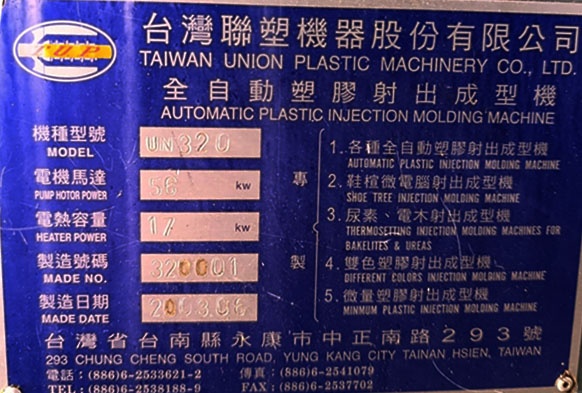 T.U.P.
台灣聯塑機器股份有限公司
TAIWAN UNION PLASTIC MACHINERY CO., LTD.
全自動塑膠射出成型機
AUTOMATIC PLASTIC INJECTION MOLDING MACHINE
機種型號 MODEL UN320
電機馬達 PUMP MOTOR POWER 56 kw
電熱容量 HEATER POWER 17 kw
製造號碼 MADE NO. 320001
製造日期 MADE DATE 2003.06
專製
1. 各種全自動塑膠射出成型機
AUTOMATIC PLASTIC INJECTION MOLDING MACHINE
2. 鞋楦微電腦射出成型機
SHOE TREE INJECTION MOLDING MACHINE
3. 尿素、電木射出成型機
THERMOSETTING INJECTION MOLDING MACHINES FOR
BAKELITES & UREAS
4. 雙色塑膠射出成型機
DIFFERENT COLORS INJECTION MOLDING MACHINE
5. 微量塑膠射出成型機
MINMUM PLASTIC INJECTION MOLDING MACHINE
台灣省台南縣永康市中正南路293號
293 CHUNG CHENG SOUTH ROAD, YUNG KANG CITY TAINAN HSIEN, TAIWAN
電話：(886)6-2533621-2 傳真：(886)6-2541079
TEL：(886)6-2538188-9 FAX：(886)6-2537702